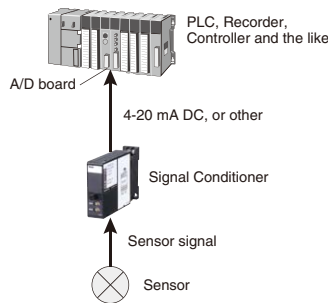 PLC, Recorder,
Controller and the like
A/D board
4-20 mA DC, or other
Signal Conditioner
Sensor signal
Sensor